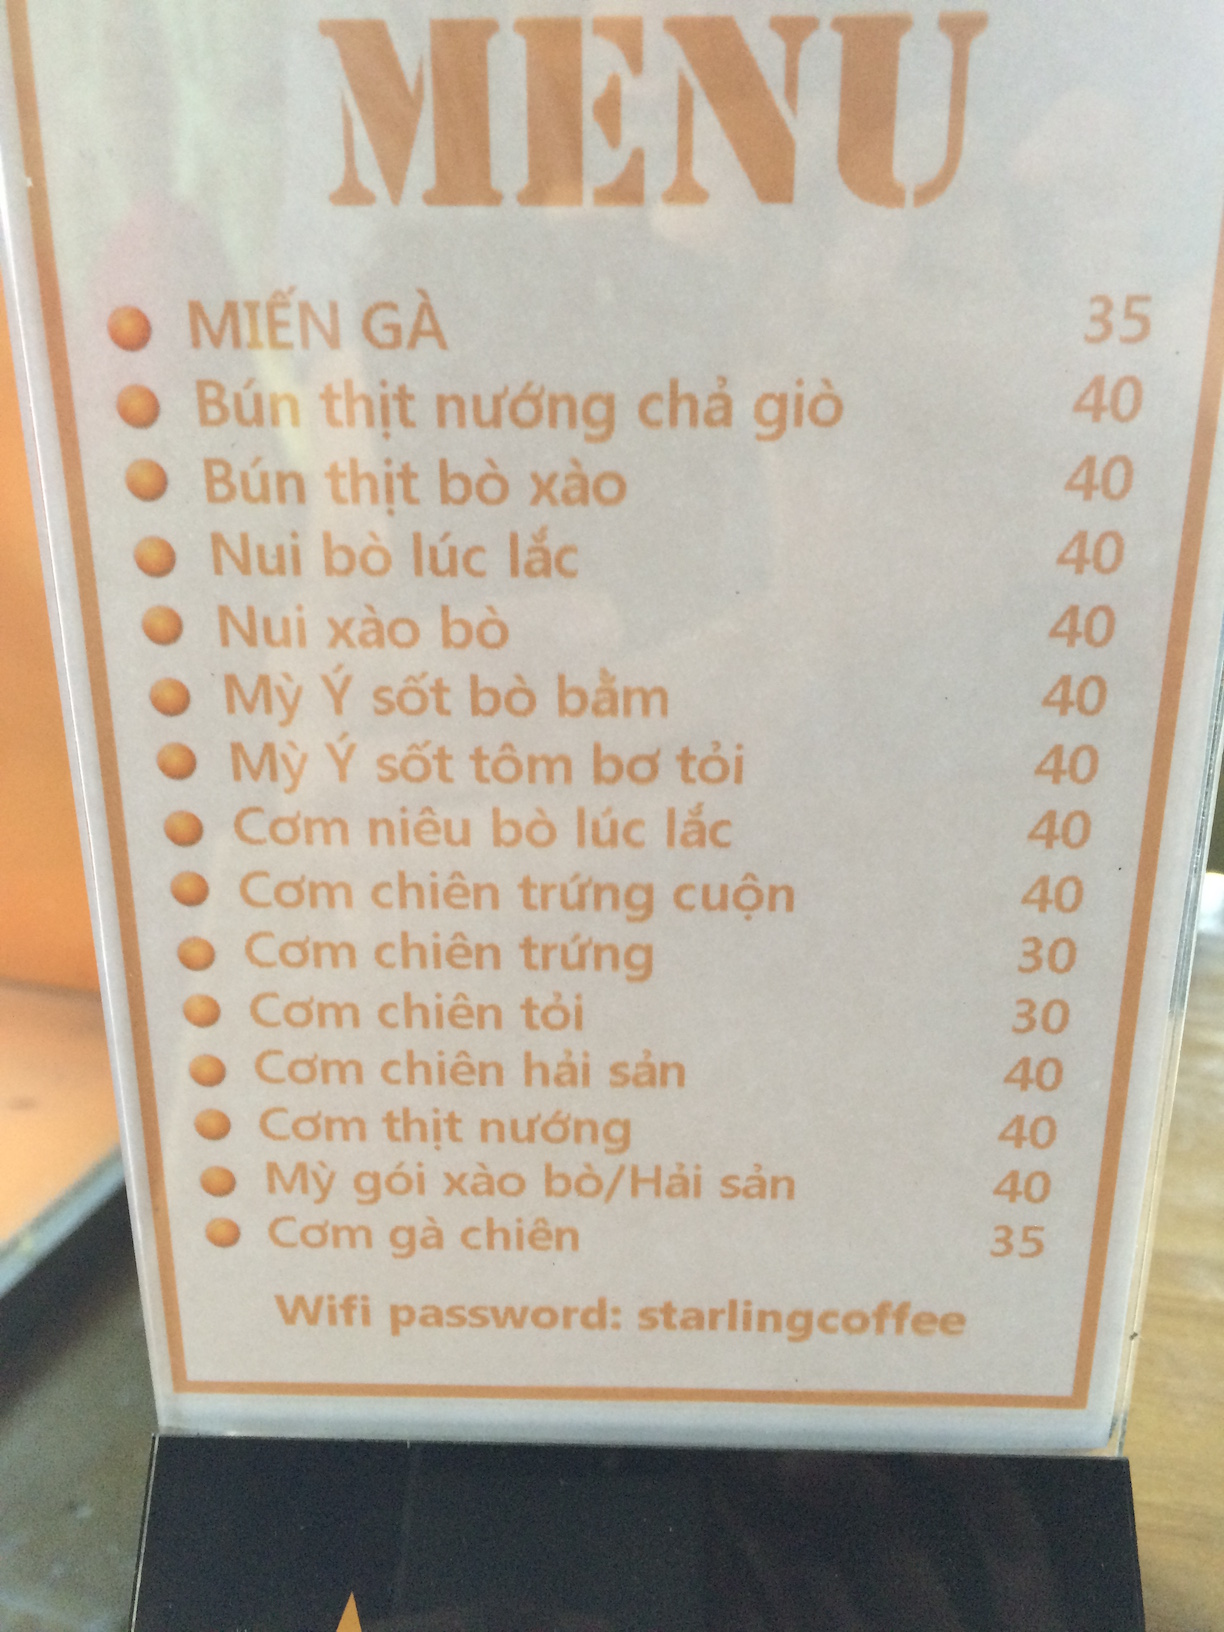 MENU
MIẾN GÀ 35
Bún thịt nướng chả giò 40
Bún thịt bò xào 40
Nui bò lúc lắc 40
Nui xào bò 40
Mỳ Ý sốt bò bằm 40
Mỳ Ý sốt tôm bơ tỏi 40
Cơm niêu bò lúc lắc 40
Cơm chiên trứng cuộn 40
Cơm chiên trứng 30
Cơm chiên tỏi 30
Cơm chiên hải sản 40
Cơm thịt nướng 40
Mỳ gói xào bò/Hải sản 40
Cơm gà chiên 35
Wifi password: starlingcoffee